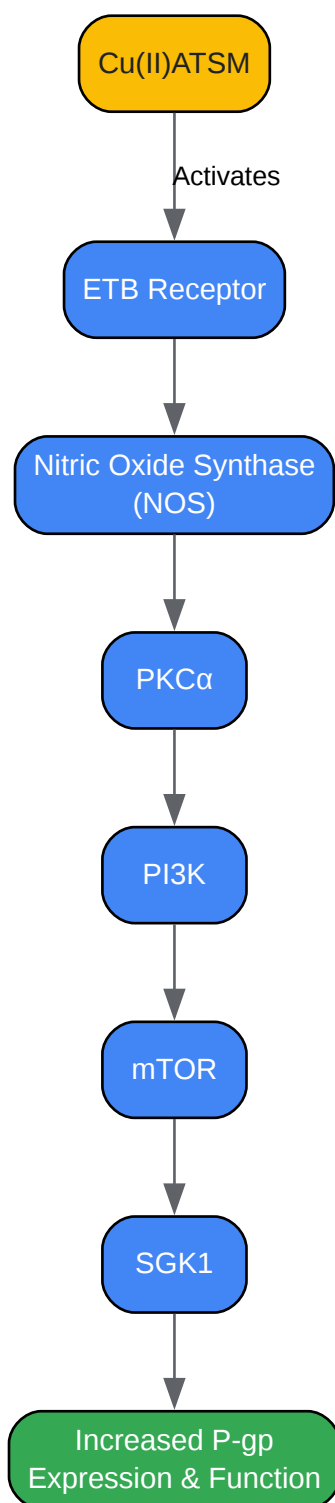 Cu(II)ATSM
Activates
ETB Receptor
Nitric Oxide Synthase
(NOS)
PKCα
PI3K
mTOR
SGK1
Increased P-gp
Expression & Function